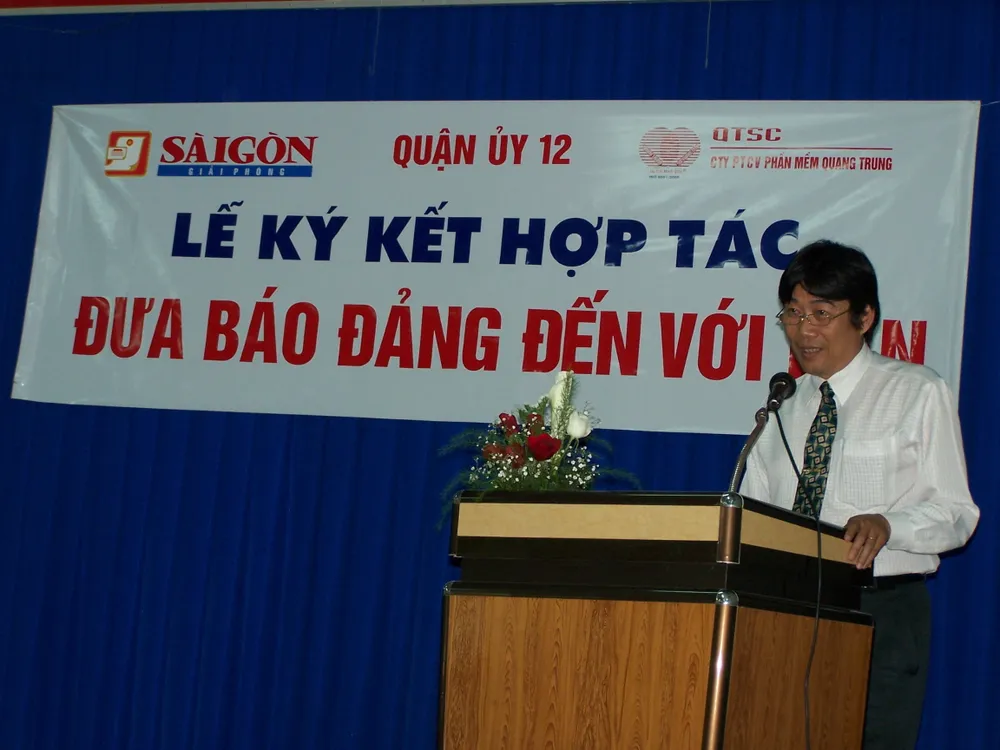 SÀIGÒN
GIẢI PHÓNG
QUẬN ỦY 12
QTSC
CTY PTCV PHẦN MỀM QUANG TRUNG
LỄ KÝ KẾT HỢP TÁC
ĐƯA BÁO ĐẢNG ĐẾN VỚI